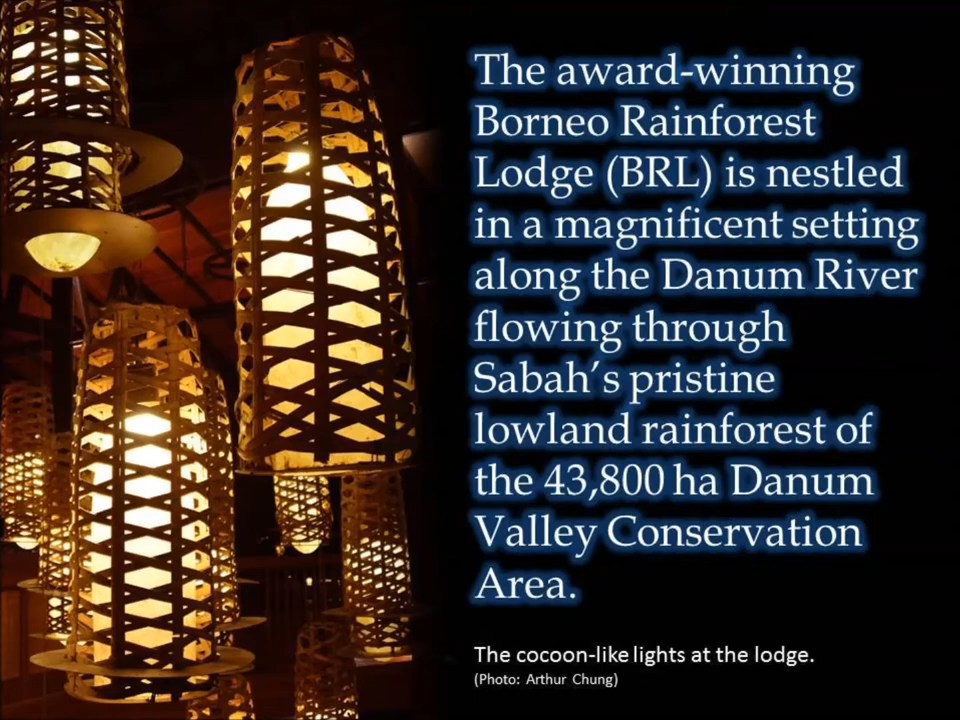 The award-winning
Borneo Rainforest
Lodge (BRL) is nestled
in a magnificent setting
along the Danum River
flowing through
Sabah’s pristine
lowland rainforest of
the 43,800 ha Danum
Valley Conservation
Area.
The cocoon-like lights at the lodge.
(Photo: Arthur Chung)